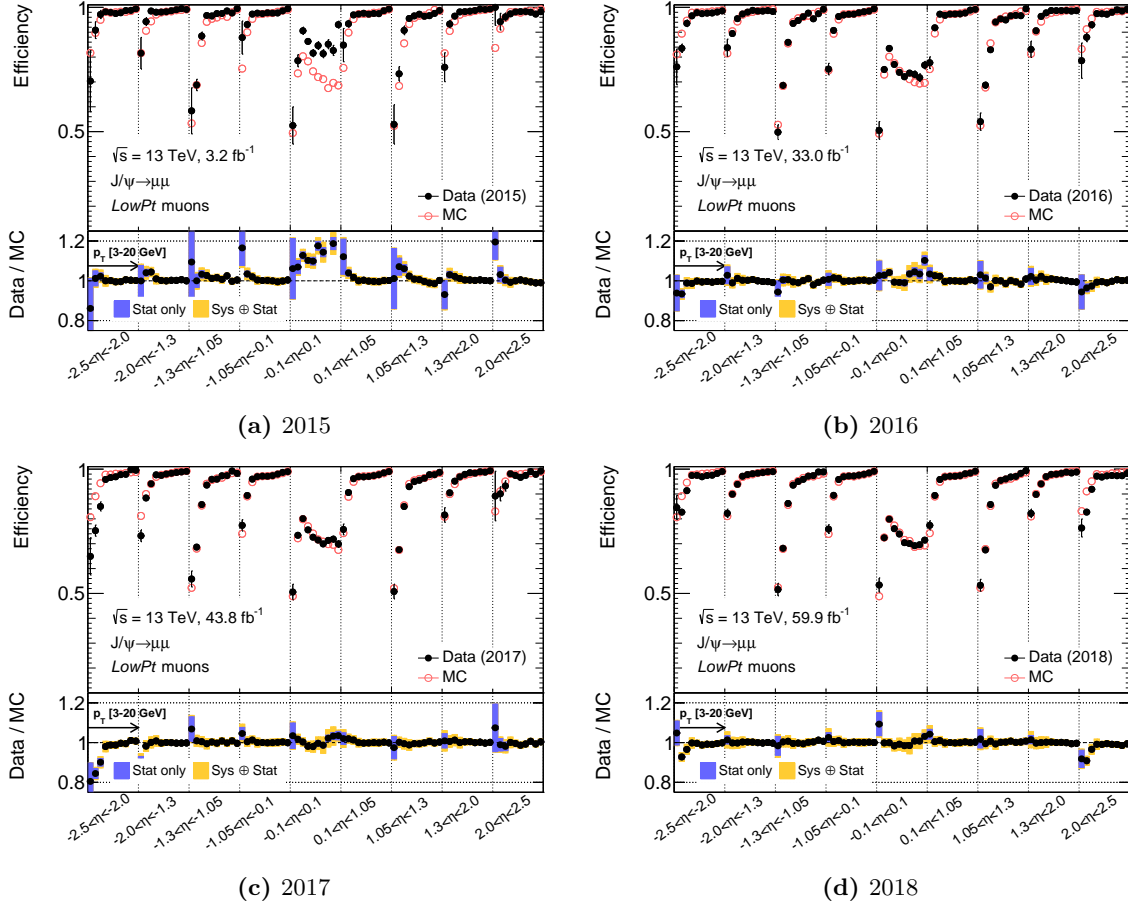 Efficiency
1
0.5
√s = 13 TeV, 3.2 fb⁻¹
J/ψ→μμ
LowPt muons
Data (2015)
MC
Data / MC
1.2
1
0.8
p_T [3-20 GeV]
Stat only
Sys ⊕ Stat
-2.5<η<-2.0
-2.0<η<-1.3
-1.3<η<-1.05
-1.05<η<-0.1
-0.1<η<0.1
0.1<η<1.05
1.05<η<1.3
1.3<η<2.0
2.0<η<2.5
(a) 2015
Efficiency
1
0.5
√s = 13 TeV, 33.0 fb⁻¹
J/ψ→μμ
LowPt muons
Data (2016)
MC
Data / MC
1.2
1
0.8
p_T [3-20 GeV]
Stat only
Sys ⊕ Stat
-2.5<η<-2.0
-2.0<η<-1.3
-1.3<η<-1.05
-1.05<η<-0.1
-0.1<η<0.1
0.1<η<1.05
1.05<η<1.3
1.3<η<2.0
2.0<η<2.5
(b) 2016
Efficiency
1
0.5
√s = 13 TeV, 43.8 fb⁻¹
J/ψ→μμ
LowPt muons
Data (2017)
MC
Data / MC
1.2
1
0.8
p_T [3-20 GeV]
Stat only
Sys ⊕ Stat
-2.5<η<-2.0
-2.0<η<-1.3
-1.3<η<-1.05
-1.05<η<-0.1
-0.1<η<0.1
0.1<η<1.05
1.05<η<1.3
1.3<η<2.0
2.0<η<2.5
(c) 2017
Efficiency
1
0.5
√s = 13 TeV, 59.9 fb⁻¹
J/ψ→μμ
LowPt muons
Data (2018)
MC
Data / MC
1.2
1
0.8
p_T [3-20 GeV]
Stat only
Sys ⊕ Stat
-2.5<η<-2.0
-2.0<η<-1.3
-1.3<η<-1.05
-1.05<η<-0.1
-0.1<η<0.1
0.1<η<1.05
1.05<η<1.3
1.3<η<2.0
2.0<η<2.5
(d) 2018